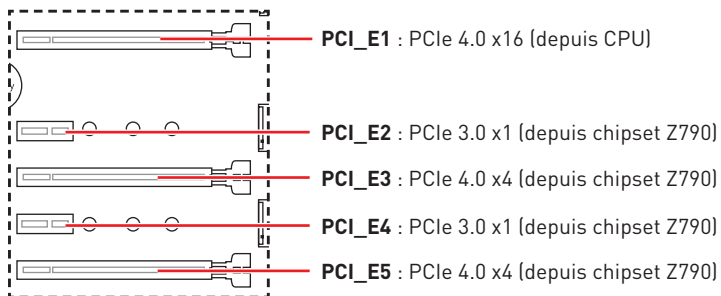 PCI_E1 : PCIe 4.0 x16 (depuis CPU)
PCI_E2 : PCIe 3.0 x1 (depuis chipset Z790)
PCI_E3 : PCIe 4.0 x4 (depuis chipset Z790)
PCI_E4 : PCIe 3.0 x1 (depuis chipset Z790)
PCI_E5 : PCIe 4.0 x4 (depuis chipset Z790)